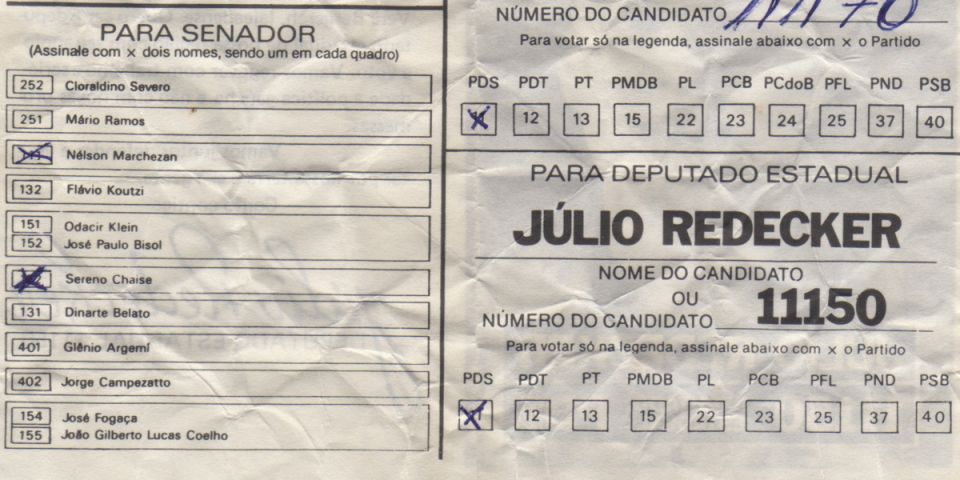 PARA SENADOR
(Assinale com x dois nomes, sendo um em cada quadro)
252 Cloraldino Severo
251 Mário Ramos
Nélson Marchezan
132 Flávio Koutzi
151 Odacir Klein
152 José Paulo Bisol
Sereno Chaise
131 Dinarte Belato
401 Glênio Argemi
402 Jorge Campezatto
154 José Fogaça
155 João Gilberto Lucas Coelho
NÚMERO DO CANDIDATO
Para votar só na legenda, assinale abaixo com x o Partido
PDS PDT PT PMDB PL PCB PCdoB PFL PND PSB
11 12 13 15 22 23 24 25 37 40
PARA DEPUTADO ESTADUAL
JÚLIO REDECKER
NOME DO CANDIDATO
OU
NÚMERO DO CANDIDATO 11150
Para votar só na legenda, assinale abaixo com x o Partido
PDS PDT PT PMDB PL PCB PFL PND PSB
11 12 13 15 22 23 25 37 40